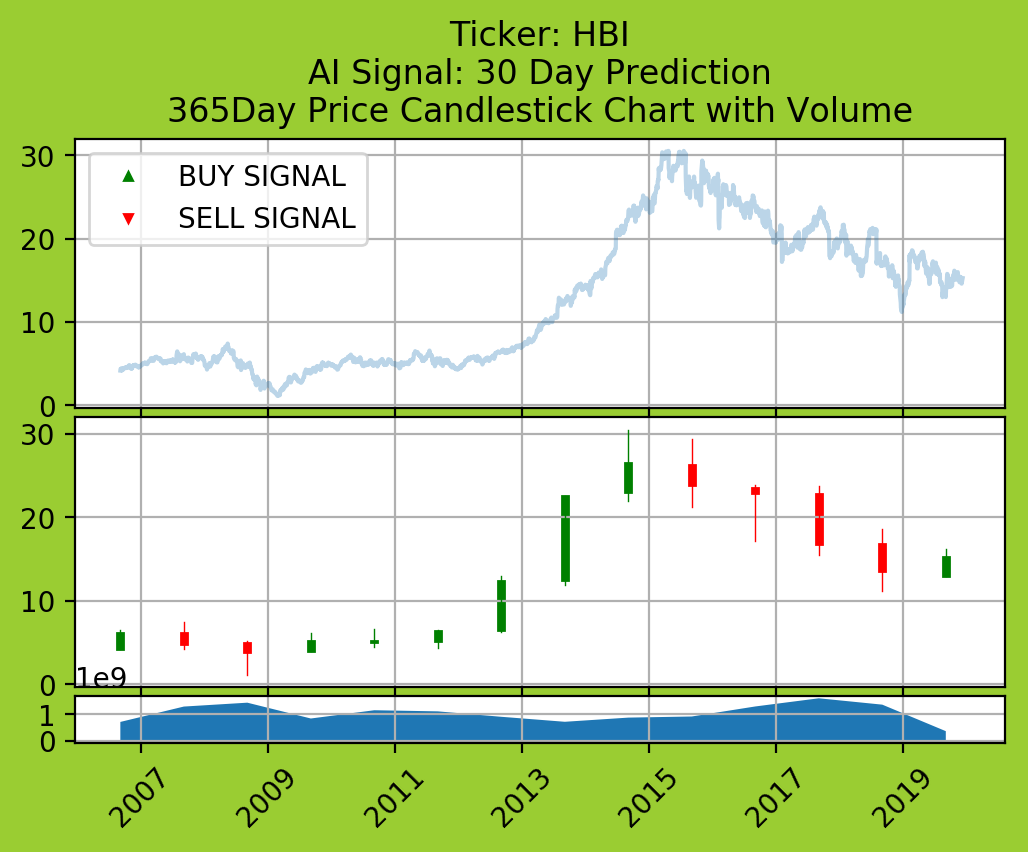 Ticker: HBI
AI Signal: 30 Day Prediction
365Day Price Candlestick Chart with Volume
30
20
10
0
BUY SIGNAL
SELL SIGNAL
30
20
10
0
1e9
1
0
2007
2009
2011
2013
2015
2017
2019